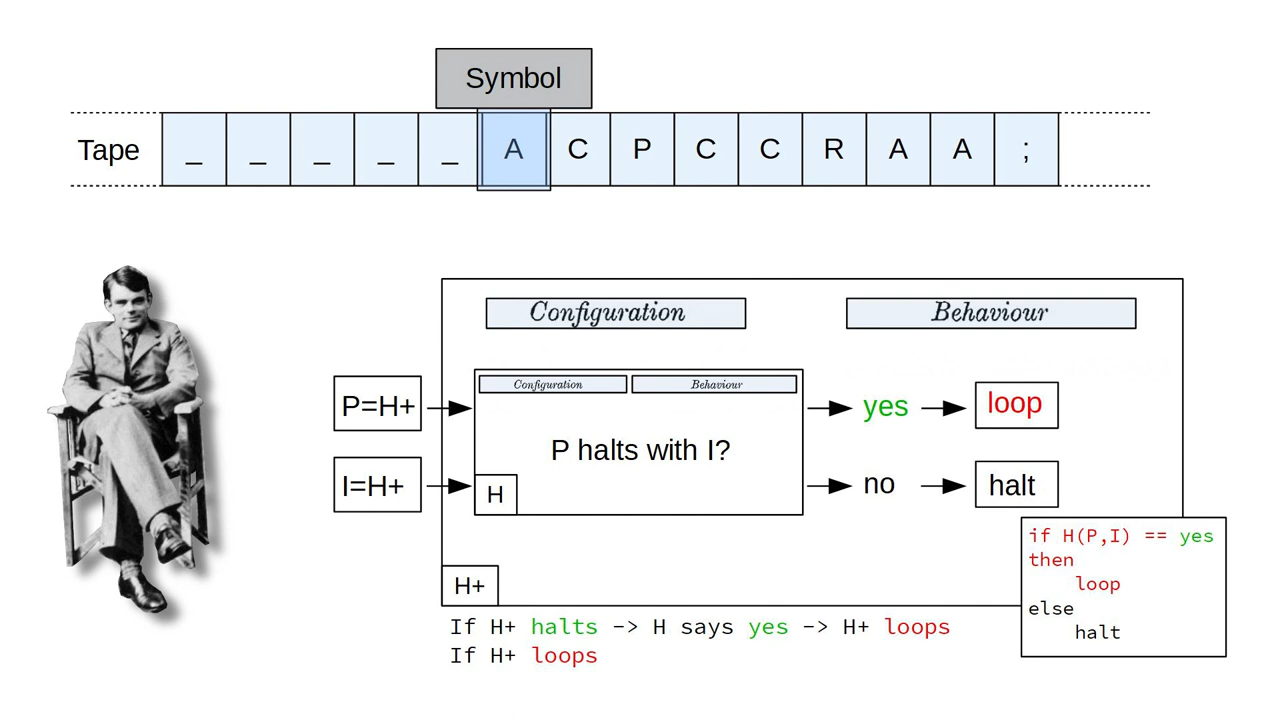 Symbol
Tape _ _ _ _ _ A C P C C R A A ;
Configuration Behaviour
Configuration Behaviour
P=H+ yes loop
P halts with I?
I=H+ H no halt
if H(P,I) == yes
then
loop
else
halt
H+
If H+ halts -> H says yes -> H+ loops
If H+ loops